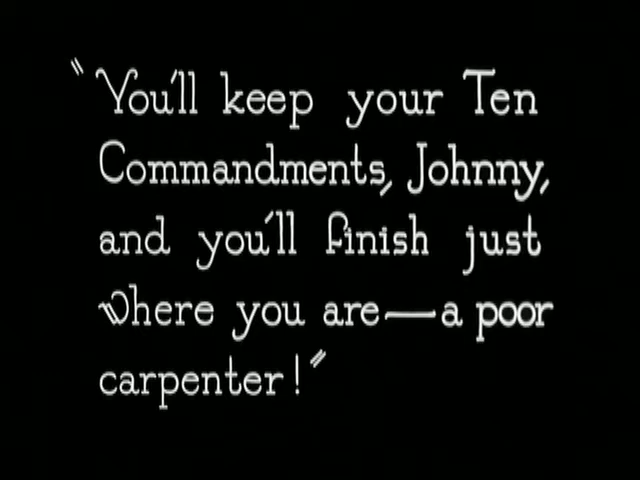 "You'll keep your Ten
Commandments, Johnny,
and you'll finish just
where you are—a poor
carpenter!"